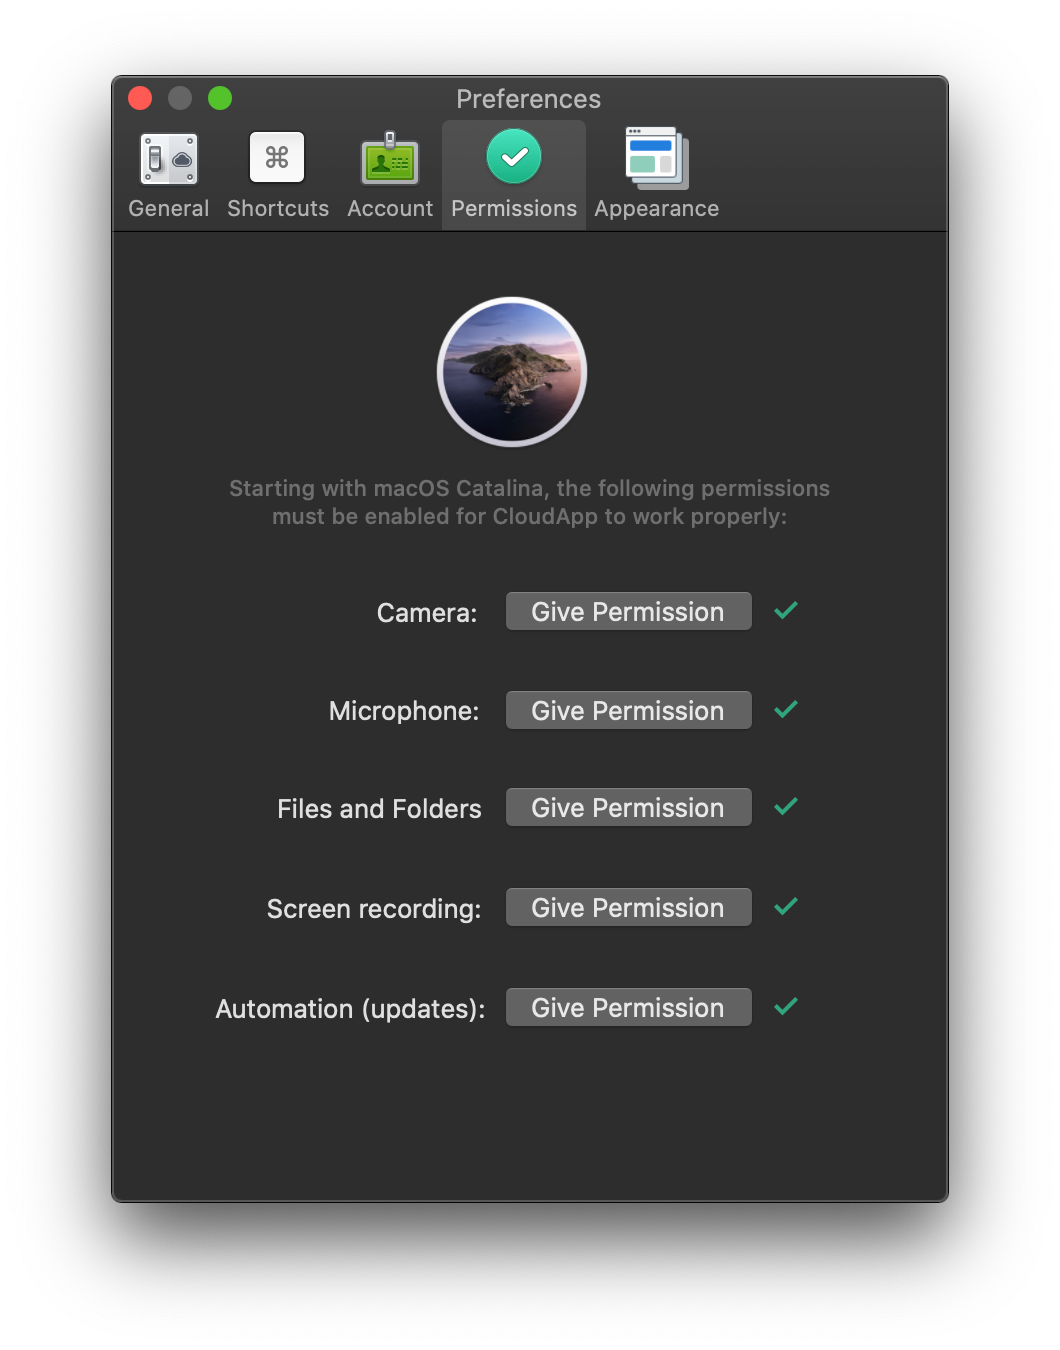 Preferences
General Shortcuts Account Permissions Appearance
Starting with macOS Catalina, the following permissions
must be enabled for CloudApp to work properly:
Camera: Give Permission
Microphone: Give Permission
Files and Folders Give Permission
Screen recording: Give Permission
Automation (updates): Give Permission